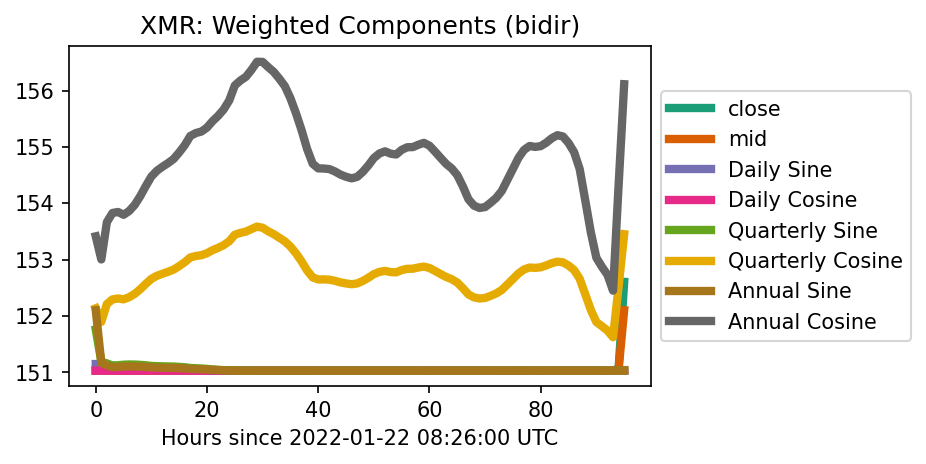 XMR: Weighted Components (bidir)
156
155
154
153
152
151
0
20
40
60
80
Hours since 2022-01-22 08:26:00 UTC
close
mid
Daily Sine
Daily Cosine
Quarterly Sine
Quarterly Cosine
Annual Sine
Annual Cosine